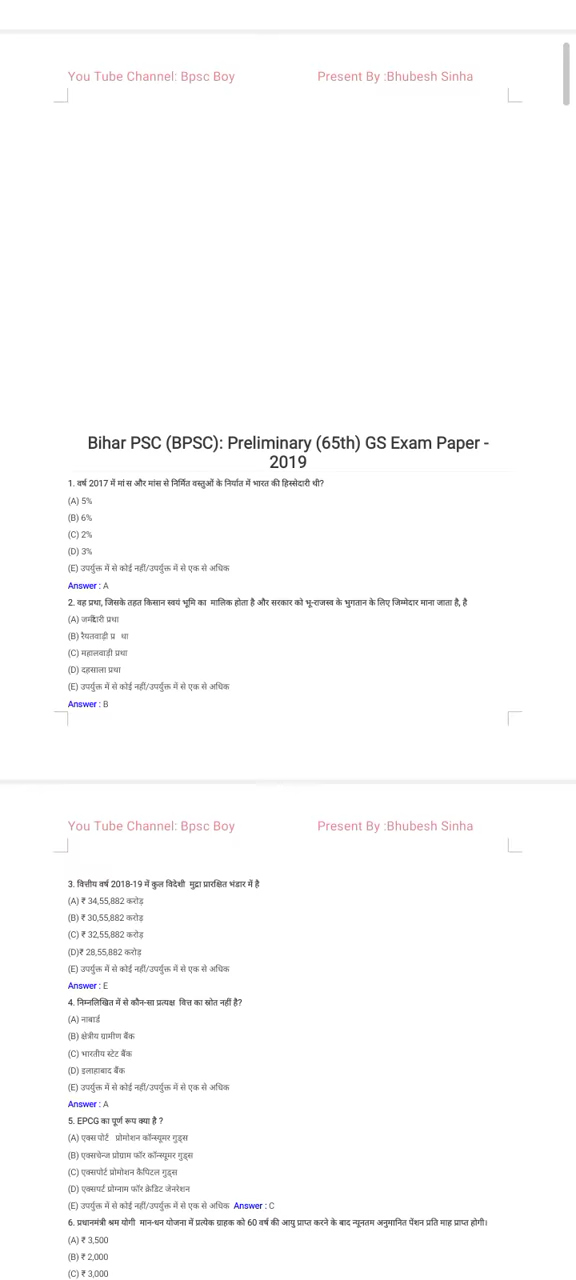 You Tube Channel: Bpsc Boy Present By :Bhubesh Sinha
Bihar PSC (BPSC): Preliminary (65th) GS Exam Paper -
2019
1. वर्ष 2017 में मांस और मांस से निर्मित वस्तुओं के निर्यात में भारत की हिस्सेदारी थी?
(A) 5%
(B) 6%
(C) 2%
(D) 3%
(E) उपर्युक्त में से कोई नहीं/उपर्युक्त में से एक से अधिक
Answer : A
2. वह प्रथा, जिसके तहत किसान स्वयं भूमि का मालिक होता है और सरकार को भू-राजस्व के भुगतान के लिए जिम्मेदार माना जाता है, है
(A) जमींदारी प्रथा
(B) रैयतवाड़ी प्र था
(C) महालवाड़ी प्रथा
(D) दहसाला प्रथा
(E) उपर्युक्त में से कोई नहीं/उपर्युक्त में से एक से अधिक
Answer : B
You Tube Channel: Bpsc Boy Present By :Bhubesh Sinha
3. वित्तीय वर्ष 2018-19 में कुल विदेशी मुद्रा प्रारक्षित भंडार में है
(A) ₹ 34,55,882 करोड़
(B) ₹ 30,55,882 करोड़
(C) ₹ 32,55,882 करोड़
(D)₹ 28,55,882 करोड़
(E) उपर्युक्त में से कोई नहीं/उपर्युक्त में से एक से अधिक
Answer : E
4. निम्नलिखित में से कौन-सा प्रत्यक्ष वित्त का स्रोत नहीं है?
(A) नाबार्ड
(B) क्षेत्रीय ग्रामीण बैंक
(C) भारतीय स्टेट बैंक
(D) इलाहाबाद बैंक
(E) उपर्युक्त में से कोई नहीं/उपर्युक्त में से एक से अधिक
Answer : A
5. EPCG का पूर्ण रूप क्या है ?
(A) एक्स पोर्ट प्रोमोशन कॉन्स्यूमर गुड्स
(B) एक्सचेन्ज प्रोग्राम फॉर कॉन्स्यूमर गुड्स
(C) एक्सपोर्ट प्रोमोशन कैपिटल गुड्स
(D) एक्सपर्ट प्रोग्नाम फॉर क्रेडिट जेनरेशन
(E) उपर्युक्त में से कोई नहीं/उपर्युक्त में से एक से अधिक Answer : C
6. प्रधानमंत्री श्रम योगी मान-धन योजना में प्रत्येक ग्राहक को 60 वर्ष की आयु प्राप्त करने के बाद न्यूनतम अनुमानित पेंशन प्रति माह प्राप्त होगी।
(A) ₹ 3,500
(B) ₹ 2,000
(C) ₹ 3,000